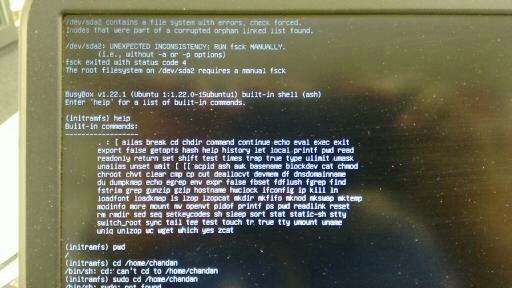 /dev/sda2 contains a file system with errors, check forced.
Inodes that were part of a corrupted orphan linked list found.
/dev/sda2: UNEXPECTED INCONSISTENCY; RUN fsck MANUALLY.
(i.e., without -a or -p options)
fsck exited with status code 4
The root filesystem on /dev/sda2 requires a manual fsck
BusyBox v1.22.1 (Ubuntu 1:1.22.0-15ubuntu1) built-in shell (ash)
Enter 'help' for a list of built-in commands.
(initramfs) help
Built-in commands:
------------------
. : [ alias break cd chdir command continue echo eval exec exit
export false getopts hash help history let local printf pwd read
readonly return set shift test times trap true type ulimit umask
unalias unset wait [ [[ acpid ash awk basename blockdev cat chmod
chroot chvt clear cmp cp cut deallocvt devmem df dnsdomainname
du dumpkmap echo egrep env expr false fbset fdflush fgrep find
fstrim grep gunzip gzip hostname hwclock ifconfig ip kill ln
loadfont loadkmap ls lzop lzopcat mkdir mkfifo mknod mkswap mktemp
modinfo more mount mv openvt pidof printf ps pwd readlink reset
rm rmdir sed seq setkeycodes sh sleep sort stat static-sh stty
switch_root sync tail tee test touch tr true tty umount uname
uniq unlzop wc wget which yes zcat
(initramfs) pwd
/
(initramfs) cd /home/chandan
/bin/sh: cd: can't cd to /home/chandan
(initramfs) sudo cd /home/chandan
/bin/sh: sudo: not found